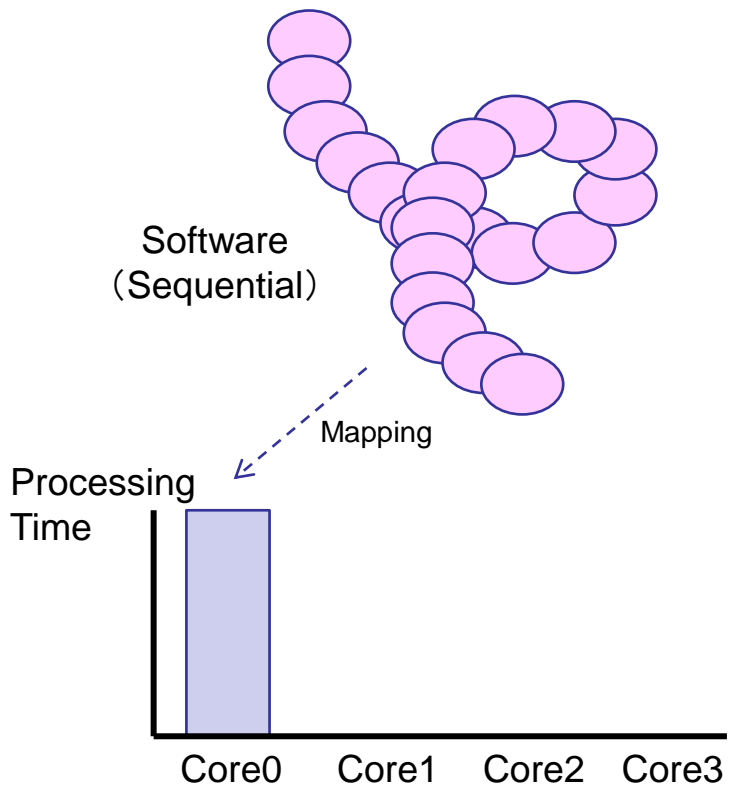 Software
（Sequential）
Mapping
Processing
Time
Core0 Core1 Core2 Core3